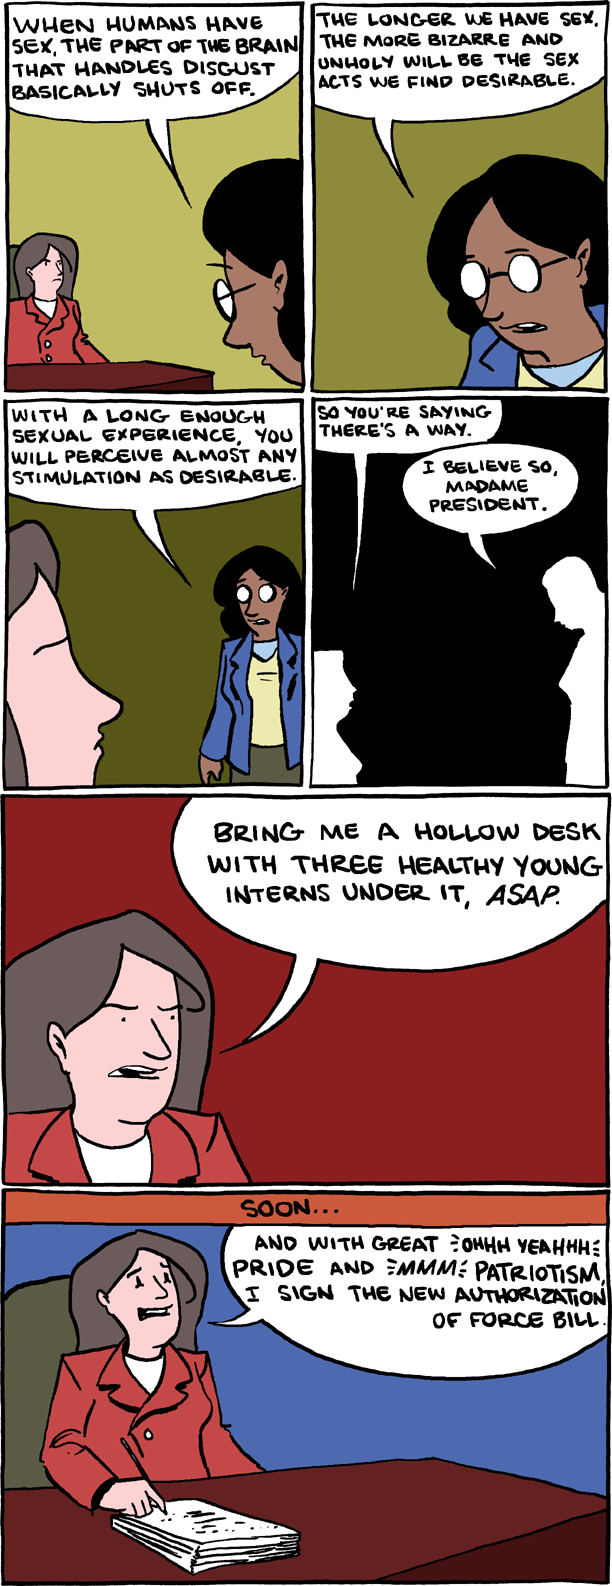 WHEN HUMANS HAVE
SEX, THE PART OF THE BRAIN
THAT HANDLES DISGUST
BASICALLY SHUTS OFF.
THE LONGER WE HAVE SEX,
THE MORE BIZARRE AND
UNHOLY WILL BE THE SEX
ACTS WE FIND DESIRABLE.
WITH A LONG ENOUGH
SEXUAL EXPERIENCE, YOU
WILL PERCEIVE ALMOST ANY
STIMULATION AS DESIRABLE.
SO YOU'RE SAYING
THERE'S A WAY.
I BELIEVE SO,
MADAME
PRESIDENT.
BRING ME A HOLLOW DESK
WITH THREE HEALTHY YOUNG
INTERNS UNDER IT, ASAP.
SOON...
AND WITH GREAT OHHH YEAHHH
PRIDE AND MMM PATRIOTISM,
I SIGN THE NEW AUTHORIZATION
OF FORCE BILL.